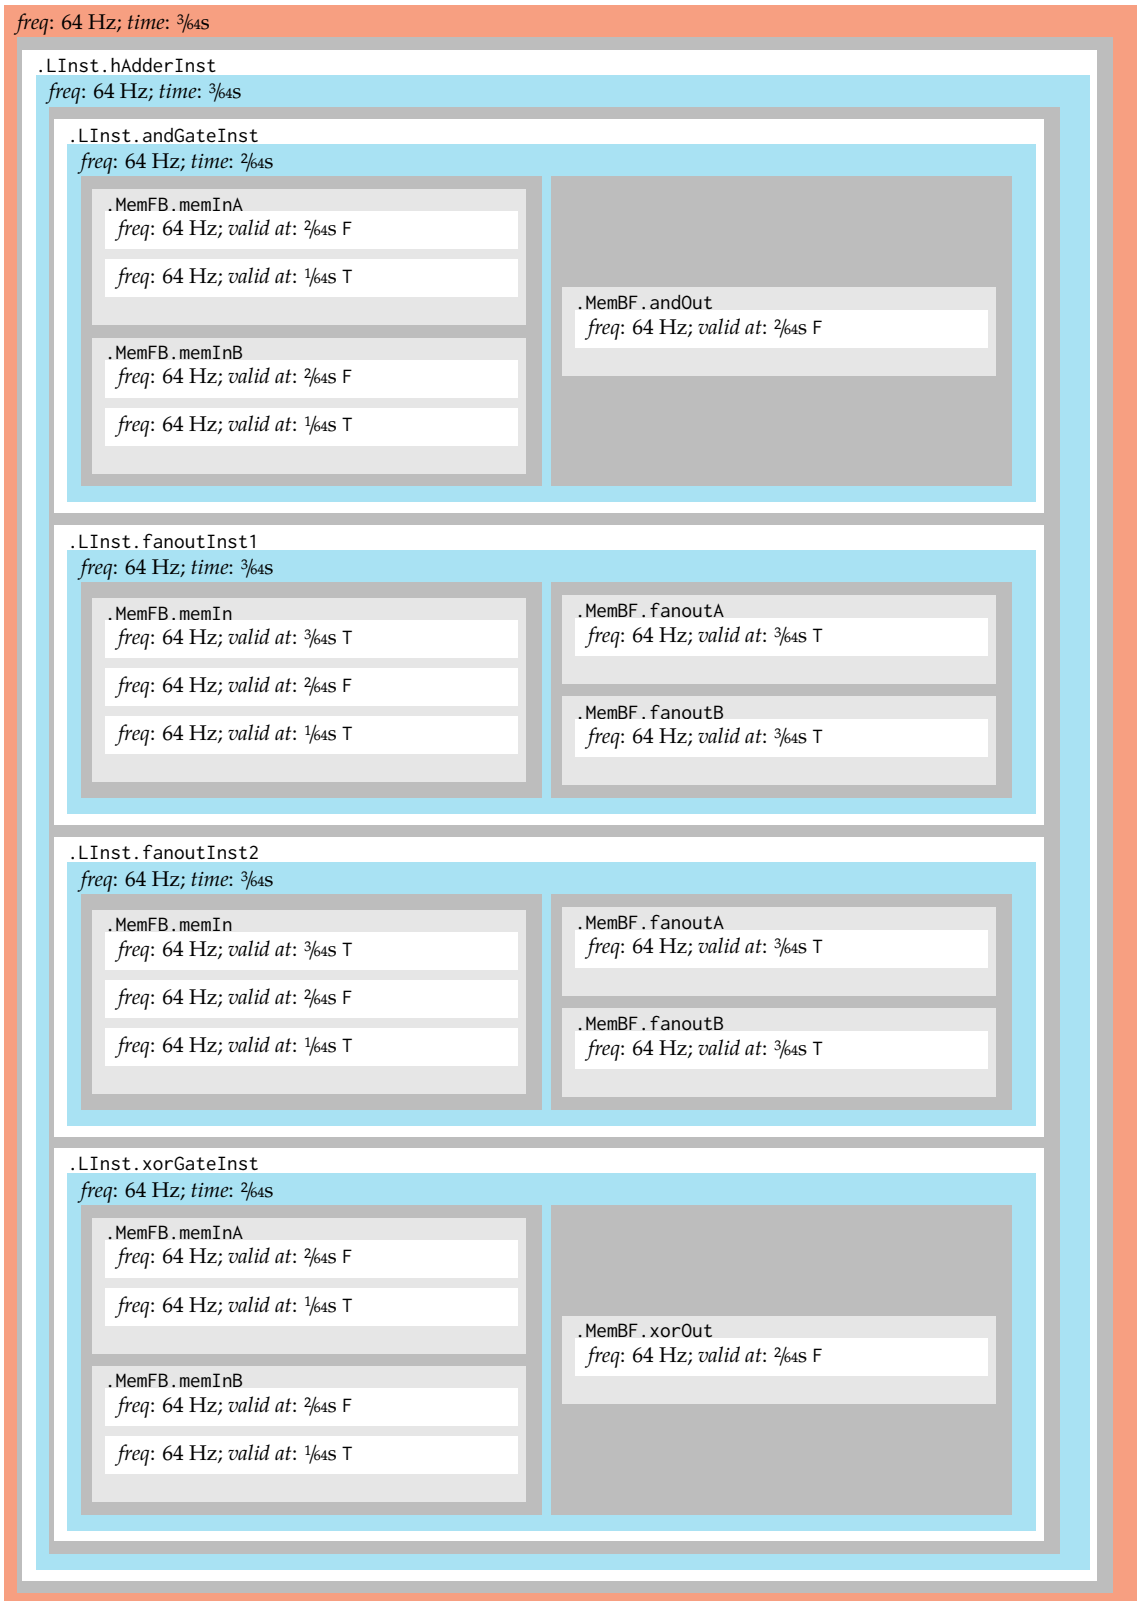 freq: 64 Hz; time: 3/64s
.LInst.hAdderInst
freq: 64 Hz; time: 3/64s
.LInst.andGateInst
freq: 64 Hz; time: 2/64s
.MemFB.memInA
freq: 64 Hz; valid at: 2/64s F
freq: 64 Hz; valid at: 1/64s T
.MemFB.memInB
freq: 64 Hz; valid at: 2/64s F
freq: 64 Hz; valid at: 1/64s T
.MemBF.andOut
freq: 64 Hz; valid at: 2/64s F
.LInst.fanoutInst1
freq: 64 Hz; time: 3/64s
.MemFB.memIn
freq: 64 Hz; valid at: 3/64s T
freq: 64 Hz; valid at: 2/64s F
freq: 64 Hz; valid at: 1/64s T
.MemBF.fanoutA
freq: 64 Hz; valid at: 3/64s T
.MemBF.fanoutB
freq: 64 Hz; valid at: 3/64s T
.LInst.fanoutInst2
freq: 64 Hz; time: 3/64s
.MemFB.memIn
freq: 64 Hz; valid at: 3/64s T
freq: 64 Hz; valid at: 2/64s F
freq: 64 Hz; valid at: 1/64s T
.MemBF.fanoutA
freq: 64 Hz; valid at: 3/64s T
.MemBF.fanoutB
freq: 64 Hz; valid at: 3/64s T
.LInst.xorGateInst
freq: 64 Hz; time: 2/64s
.MemFB.memInA
freq: 64 Hz; valid at: 2/64s F
freq: 64 Hz; valid at: 1/64s T
.MemFB.memInB
freq: 64 Hz; valid at: 2/64s F
freq: 64 Hz; valid at: 1/64s T
.MemBF.xorOut
freq: 64 Hz; valid at: 2/64s F